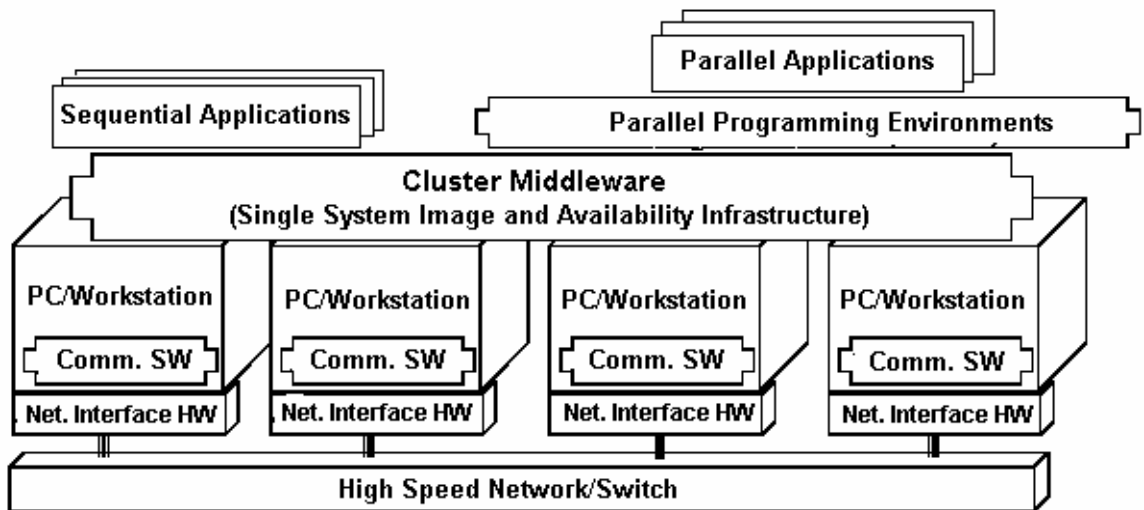 Parallel Applications
Sequential Applications
Parallel Programming Environments
Cluster Middleware
(Single System Image and Availability Infrastructure)
PC/Workstation
PC/Workstation
PC/Workstation
PC/Workstation
Comm. SW
Comm. SW
Comm. SW
Comm. SW
Net. Interface HW
Net. Interface HW
Net. Interface HW
Net. Interface HW
High Speed Network/Switch